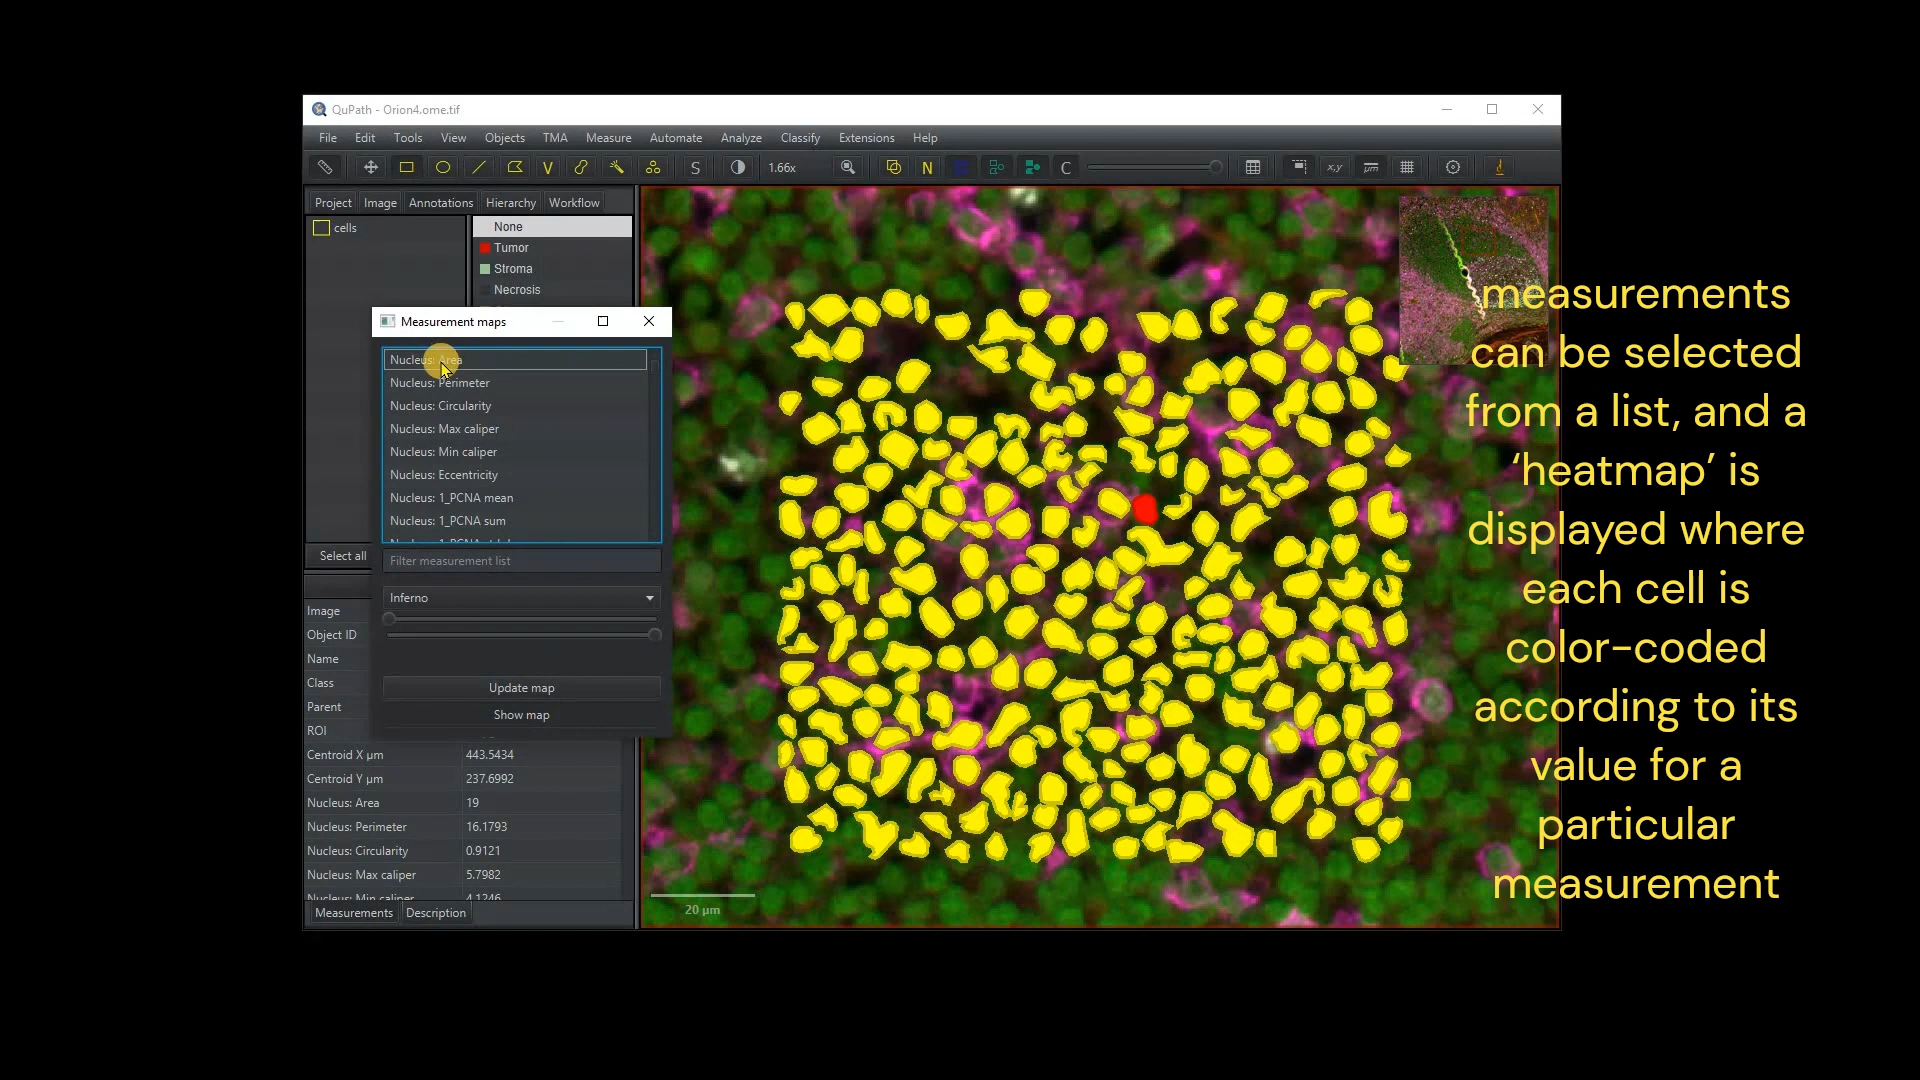 QuPath - Orion4.ome.tif
File Edit Tools View Objects TMA Measure Automate Analyze Classify Extensions Help
V S 1.66x N C x,y μm
Project Image Annotations Hierarchy Workflow
cells
None
Tumor
Stroma
Necrosis
Measurement maps
Nucleus: Area
Nucleus: Perimeter
Nucleus: Circularity
Nucleus: Max caliper
Nucleus: Min caliper
Nucleus: Eccentricity
Nucleus: 1_PCNA mean
Nucleus: 1_PCNA sum
Select all
Filter measurement list
Inferno
Update map
Show map
Image
Object ID
Name
Class
Parent
ROI
Centroid X μm 443.5434
Centroid Y μm 237.6992
Nucleus: Area 19
Nucleus: Perimeter 16.1793
Nucleus: Circularity 0.9121
Nucleus: Max caliper 5.7982
Nucleus: Min caliper 4.1246
Measurements Description
20 μm
measurements
can be selected
from a list, and a
‘heatmap’ is
displayed where
each cell is
color-coded
according to its
value for a
particular
measurement